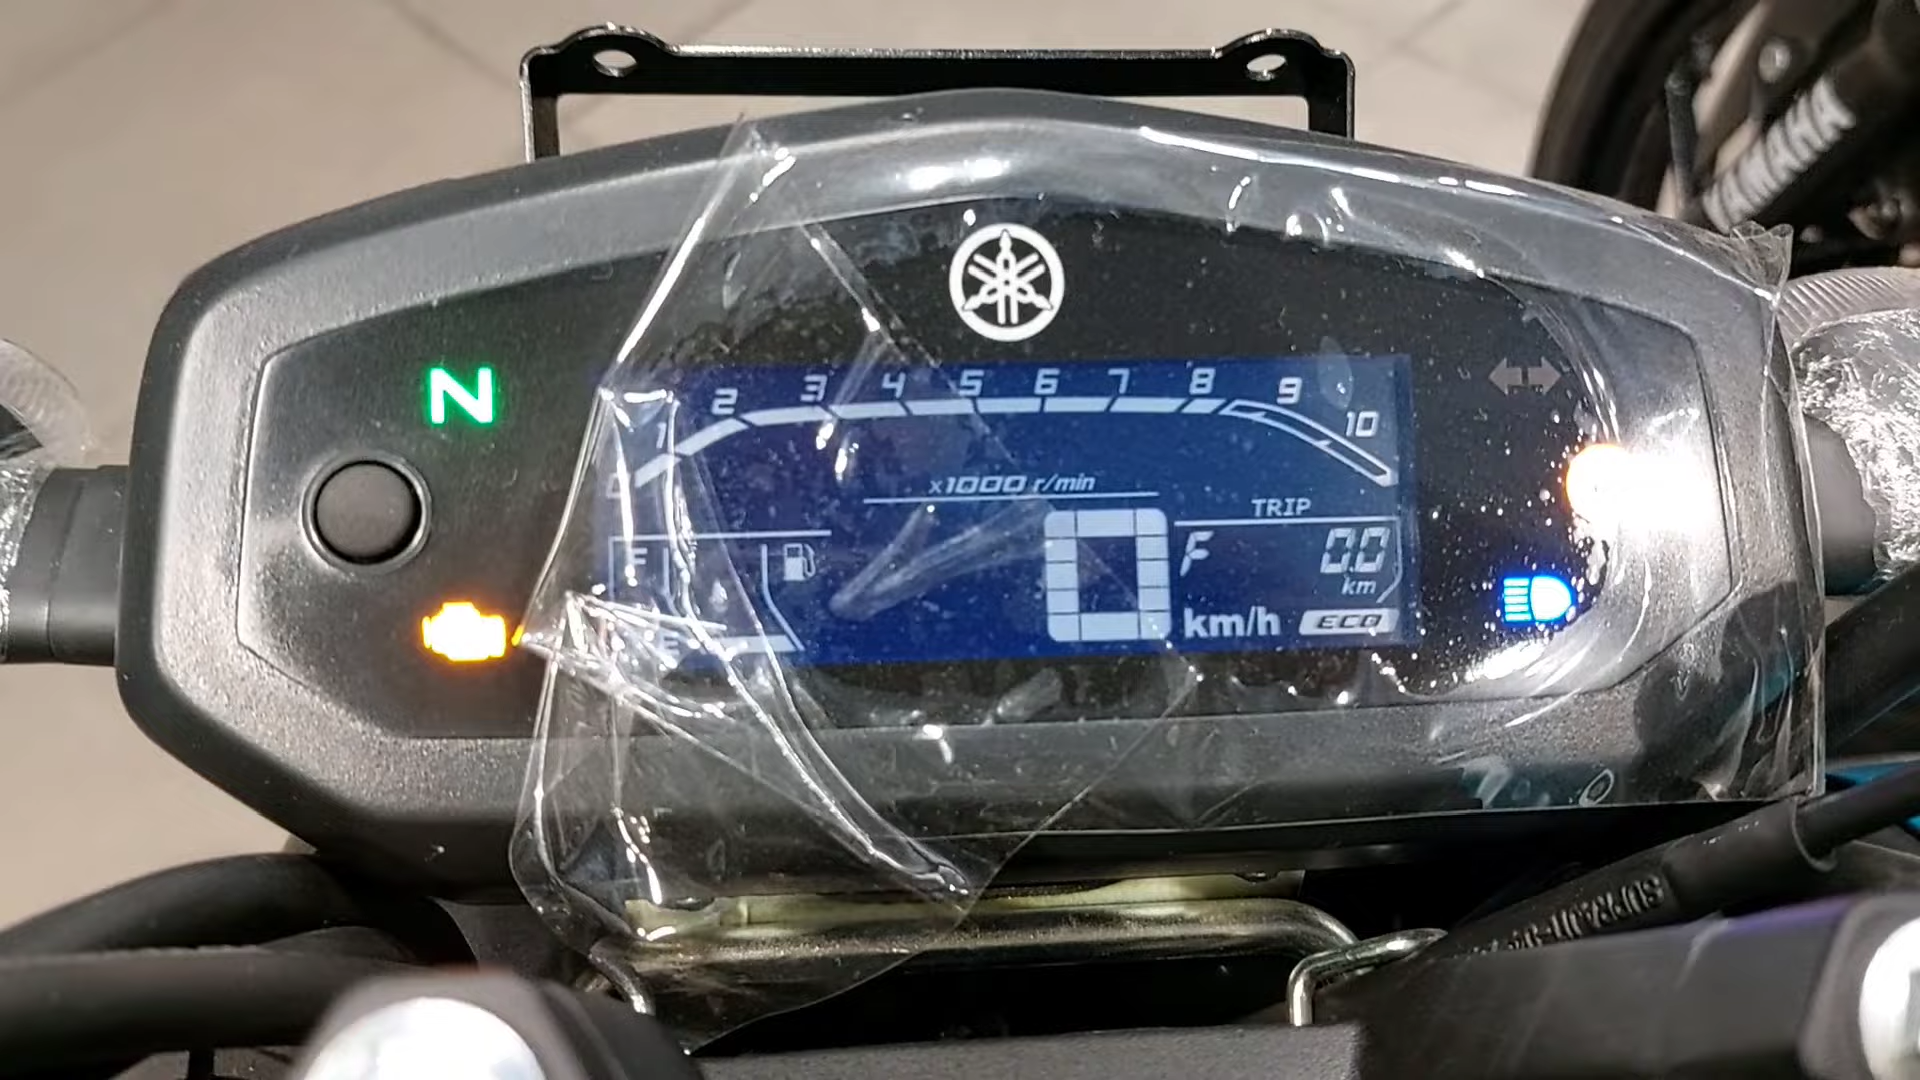 YAMAHA
N
0 1 2 3 4 5 6 7 8 9 10
x1000 r/min
TRIP
F
F 0.0
km
0 km/h ECO
E